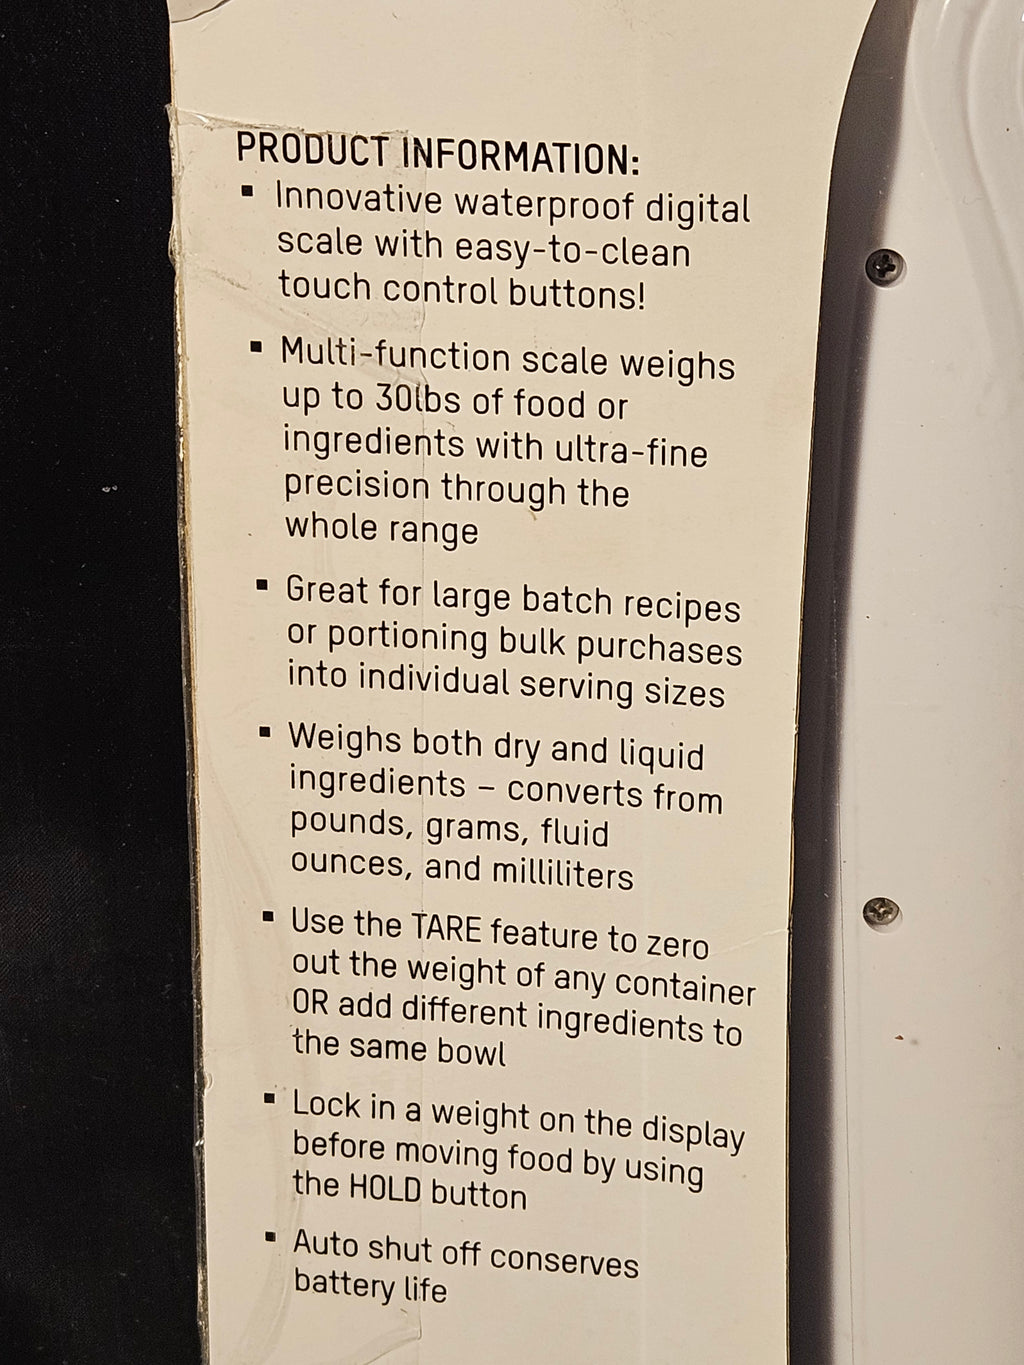 PRODUCT INFORMATION:
▪ Innovative waterproof digital
scale with easy-to-clean
touch control buttons!
▪ Multi-function scale weighs
up to 30lbs of food or
ingredients with ultra-fine
precision through the
whole range
▪ Great for large batch recipes
or portioning bulk purchases
into individual serving sizes
▪ Weighs both dry and liquid
ingredients – converts from
pounds, grams, fluid
ounces, and milliliters
▪ Use the TARE feature to zero
out the weight of any container
OR add different ingredients to
the same bowl
▪ Lock in a weight on the display
before moving food by using
the HOLD button
▪ Auto shut off conserves
battery life